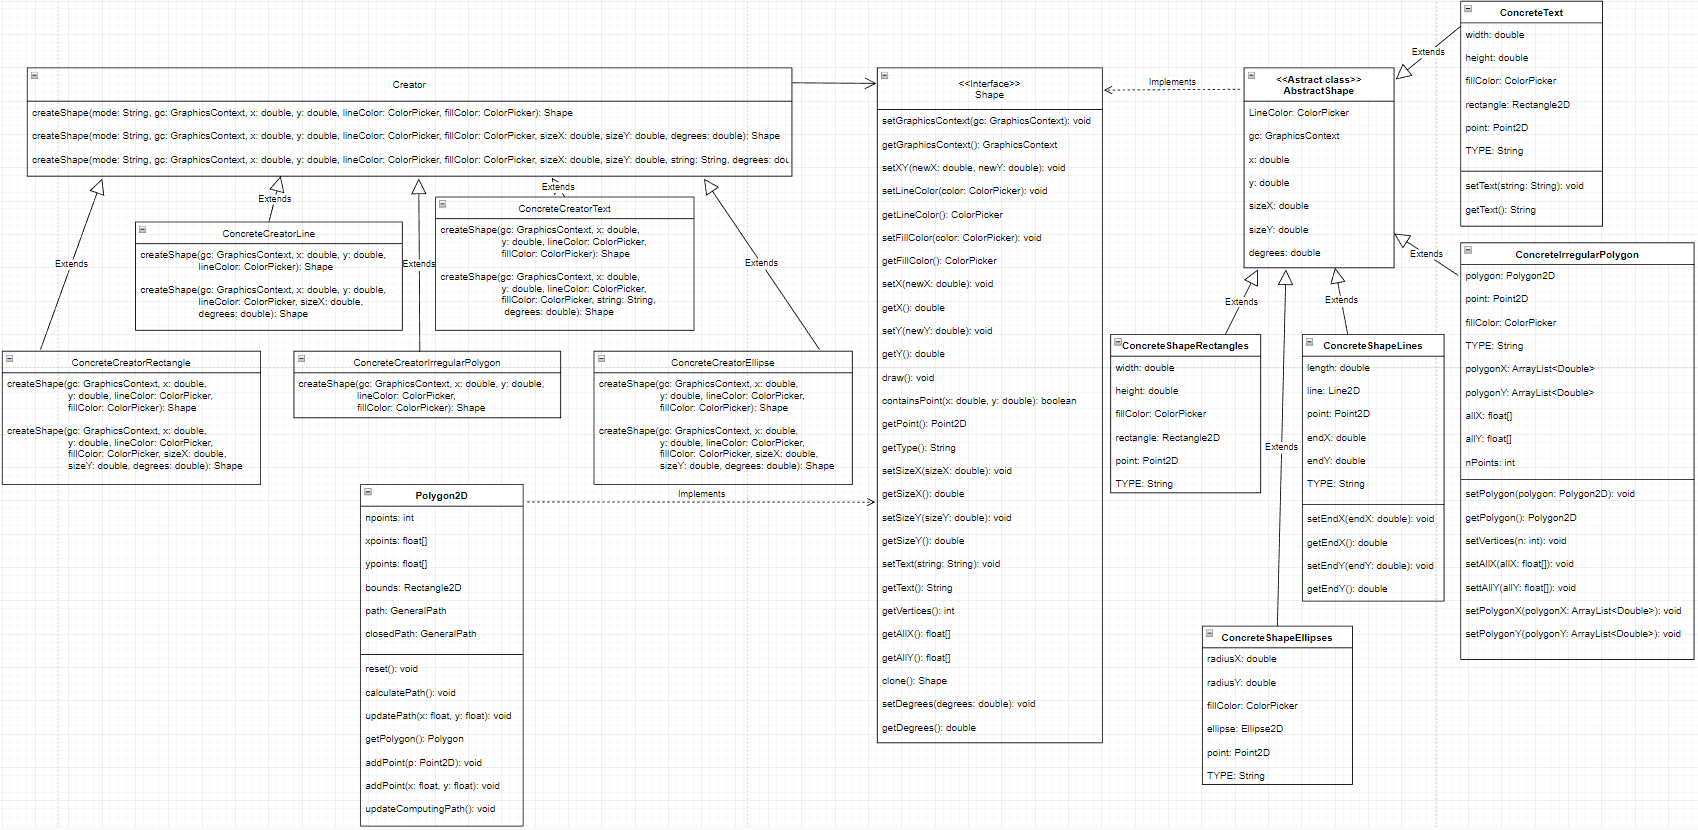 Creator
createShape(mode: String, gc: GraphicsContext, x: double, y: double, lineColor: ColorPicker, fillColor: ColorPicker): Shape
createShape(mode: String, gc: GraphicsContext, x: double, y: double, lineColor: ColorPicker, fillColor: ColorPicker, sizeX: double, sizeY: double, degrees: double): Shape
createShape(mode: String, gc: GraphicsContext, x: double, y: double, lineColor: ColorPicker, fillColor: ColorPicker, sizeX: double, sizeY: double, string: String, degrees: dou
Extends
Extends
Extends
Extends
Extends
ConcreteCreatorLine
createShape(gc: GraphicsContext, x: double, y: double,
lineColor: ColorPicker): Shape
createShape(gc: GraphicsContext, x: double, y: double,
lineColor: ColorPicker, sizeX: double,
degrees: double): Shape
ConcreteCreatorText
createShape(gc: GraphicsContext, x: double,
y: double, lineColor: ColorPicker,
fillColor: ColorPicker): Shape
createShape(gc: GraphicsContext, x: double,
y: double, lineColor: ColorPicker,
fillColor: ColorPicker, string: String,
degrees: double): Shape
ConcreteCreatorRectangle
createShape(gc: GraphicsContext, x: double,
y: double, lineColor: ColorPicker,
fillColor: ColorPicker): Shape
createShape(gc: GraphicsContext, x: double,
y: double, lineColor: ColorPicker,
fillColor: ColorPicker, sizeX: double,
sizeY: double, degrees: double): Shape
ConcreteCreatorIrregularPolygon
createShape(gc: GraphicsContext, x: double, y: double,
lineColor: ColorPicker,
fillColor: ColorPicker): Shape
ConcreteCreatorEllipse
createShape(gc: GraphicsContext, x: double,
y: double, lineColor: ColorPicker,
fillColor: ColorPicker): Shape
createShape(gc: GraphicsContext, x: double,
y: double, lineColor: ColorPicker,
fillColor: ColorPicker, sizeX: double,
sizeY: double, degrees: double): Shape
Polygon2D
npoints: int
xpoints: float[]
ypoints: float[]
bounds: Rectangle2D
path: GeneralPath
closedPath: GeneralPath
reset(): void
calculatePath(): void
updatePath(x: float, y: float): void
getPolygon(): Polygon
addPoint(p: Point2D): void
addPoint(x: float, y: float): void
updateComputingPath(): void
Implements
<<Interface>>
Shape
setGraphicsContext(gc: GraphicsContext): void
getGraphicsContext(): GraphicsContext
setXY(newX: double, newY: double): void
setLineColor(color: ColorPicker): void
getLineColor(): ColorPicker
setFillColor(color: ColorPicker): void
getFillColor(): ColorPicker
setX(newX: double): void
getX(): double
setY(newY: double): void
getY(): double
draw(): void
containsPoint(x: double, y: double): boolean
getPoint(): Point2D
getType(): String
setSizeX(sizeX: double): void
getSizeX(): double
setSizeY(sizeY: double): void
getSizeY(): double
setText(string: String): void
getText(): String
getVertices(): int
getAllX(): float[]
getAllY(): float[]
clone(): Shape
setDegrees(degrees: double): void
getDegrees(): double
Implements
<<Astract class>>
AbstractShape
LineColor: ColorPicker
gc: GraphicsContext
x: double
y: double
sizeX: double
sizeY: double
degrees: double
Extends
Extends
Extends
Extends
Extends
ConcreteText
width: double
height: double
fillColor: ColorPicker
rectangle: Rectangle2D
point: Point2D
TYPE: String
setText(string: String): void
getText(): String
ConcreteIrregularPolygon
polygon: Polygon2D
point: Point2D
fillColor: ColorPicker
TYPE: String
polygonX: ArrayList<Double>
polygonY: ArrayList<Double>
allX: float[]
allY: float[]
nPoints: int
setPolygon(polygon: Polygon2D): void
getPolygon(): Polygon2D
setVertices(n: int): void
setAllX(allX: float[]): void
settAllY(allY: float[]): void
setPolygonX(polygonX: ArrayList<Double>): void
setPolygonY(polygonY: ArrayList<Double>): void
ConcreteShapeRectangles
width: double
height: double
fillColor: ColorPicker
rectangle: Rectangle2D
point: Point2D
TYPE: String
ConcreteShapeLines
length: double
line: Line2D
point: Point2D
endX: double
endY: double
TYPE: String
setEndX(endX: double): void
getEndX(): double
setEndY(endY: double): void
getEndY(): double
ConcreteShapeEllipses
radiusX: double
radiusY: double
fillColor: ColorPicker
ellipse: Ellipse2D
point: Point2D
TYPE: String